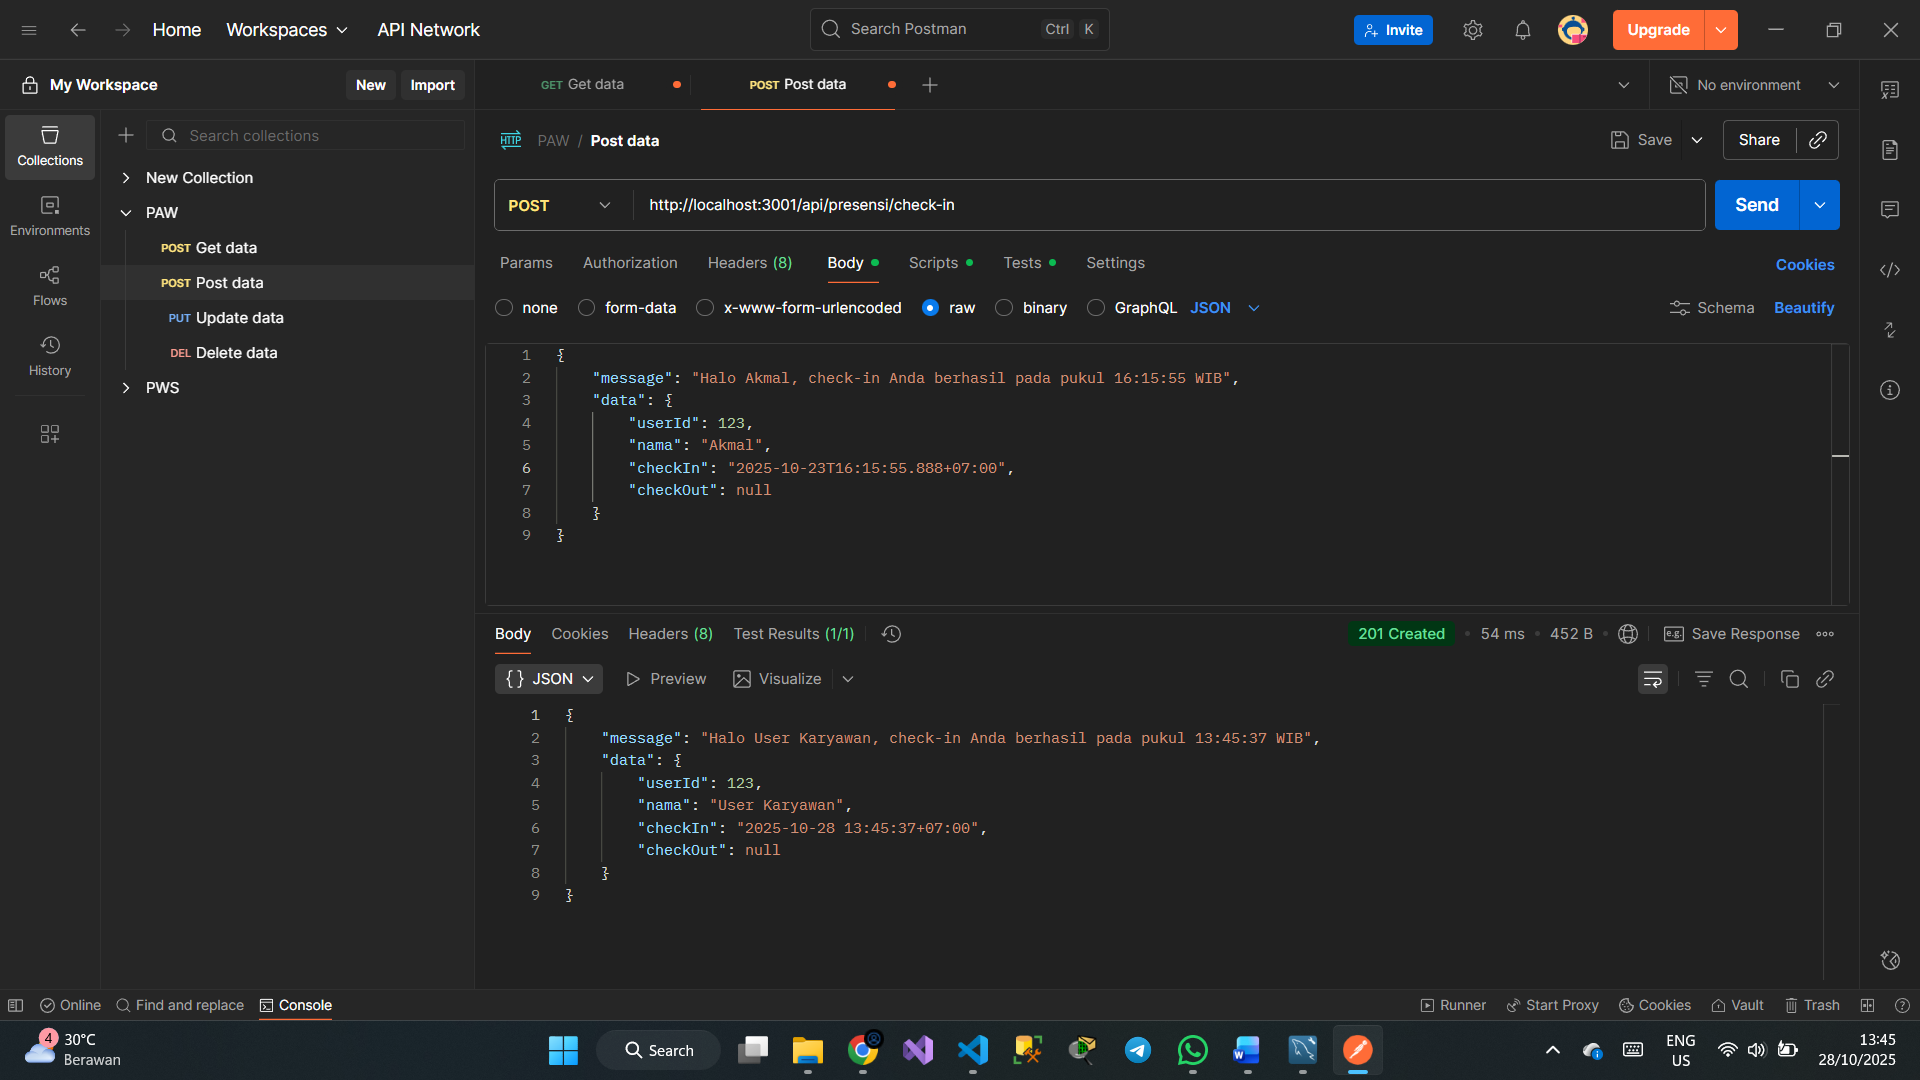 Home
Workspaces
API Network
Search Postman
Ctrl K
Invite
Upgrade
My Workspace
New
Import
GET Get data
POST Post data
No environment
Collections
Environments
Flows
History
Search collections
New Collection
PAW
POST Get data
POST Post data
PUT Update data
DEL Delete data
PWS
HTTP PAW / Post data
Save
Share
POST
http://localhost:3001/api/presensi/check-in
Send
Params
Authorization
Headers (8)
Body
Scripts
Tests
Settings
Cookies
none
form-data
x-www-form-urlencoded
raw
binary
GraphQL
JSON
Schema
Beautify
1 {
2 "message": "Halo Akmal, check-in Anda berhasil pada pukul 16:15:55 WIB",
3 "data": {
4 "userId": 123,
5 "nama": "Akmal",
6 "checkIn": "2025-10-23T16:15:55.888+07:00",
7 "checkOut": null
8 }
9 }
Body
Cookies
Headers (8)
Test Results (1/1)
201 Created
54 ms
452 B
e.g. Save Response
{} JSON
Preview
Visualize
1 {
2 "message": "Halo User Karyawan, check-in Anda berhasil pada pukul 13:45:37 WIB",
3 "data": {
4 "userId": 123,
5 "nama": "User Karyawan",
6 "checkIn": "2025-10-28 13:45:37+07:00",
7 "checkOut": null
8 }
9 }
Online
Find and replace
Console
Runner
Start Proxy
Cookies
Vault
Trash
4
30°C
Berawan
Search
ENG
US
13:45
28/10/2025